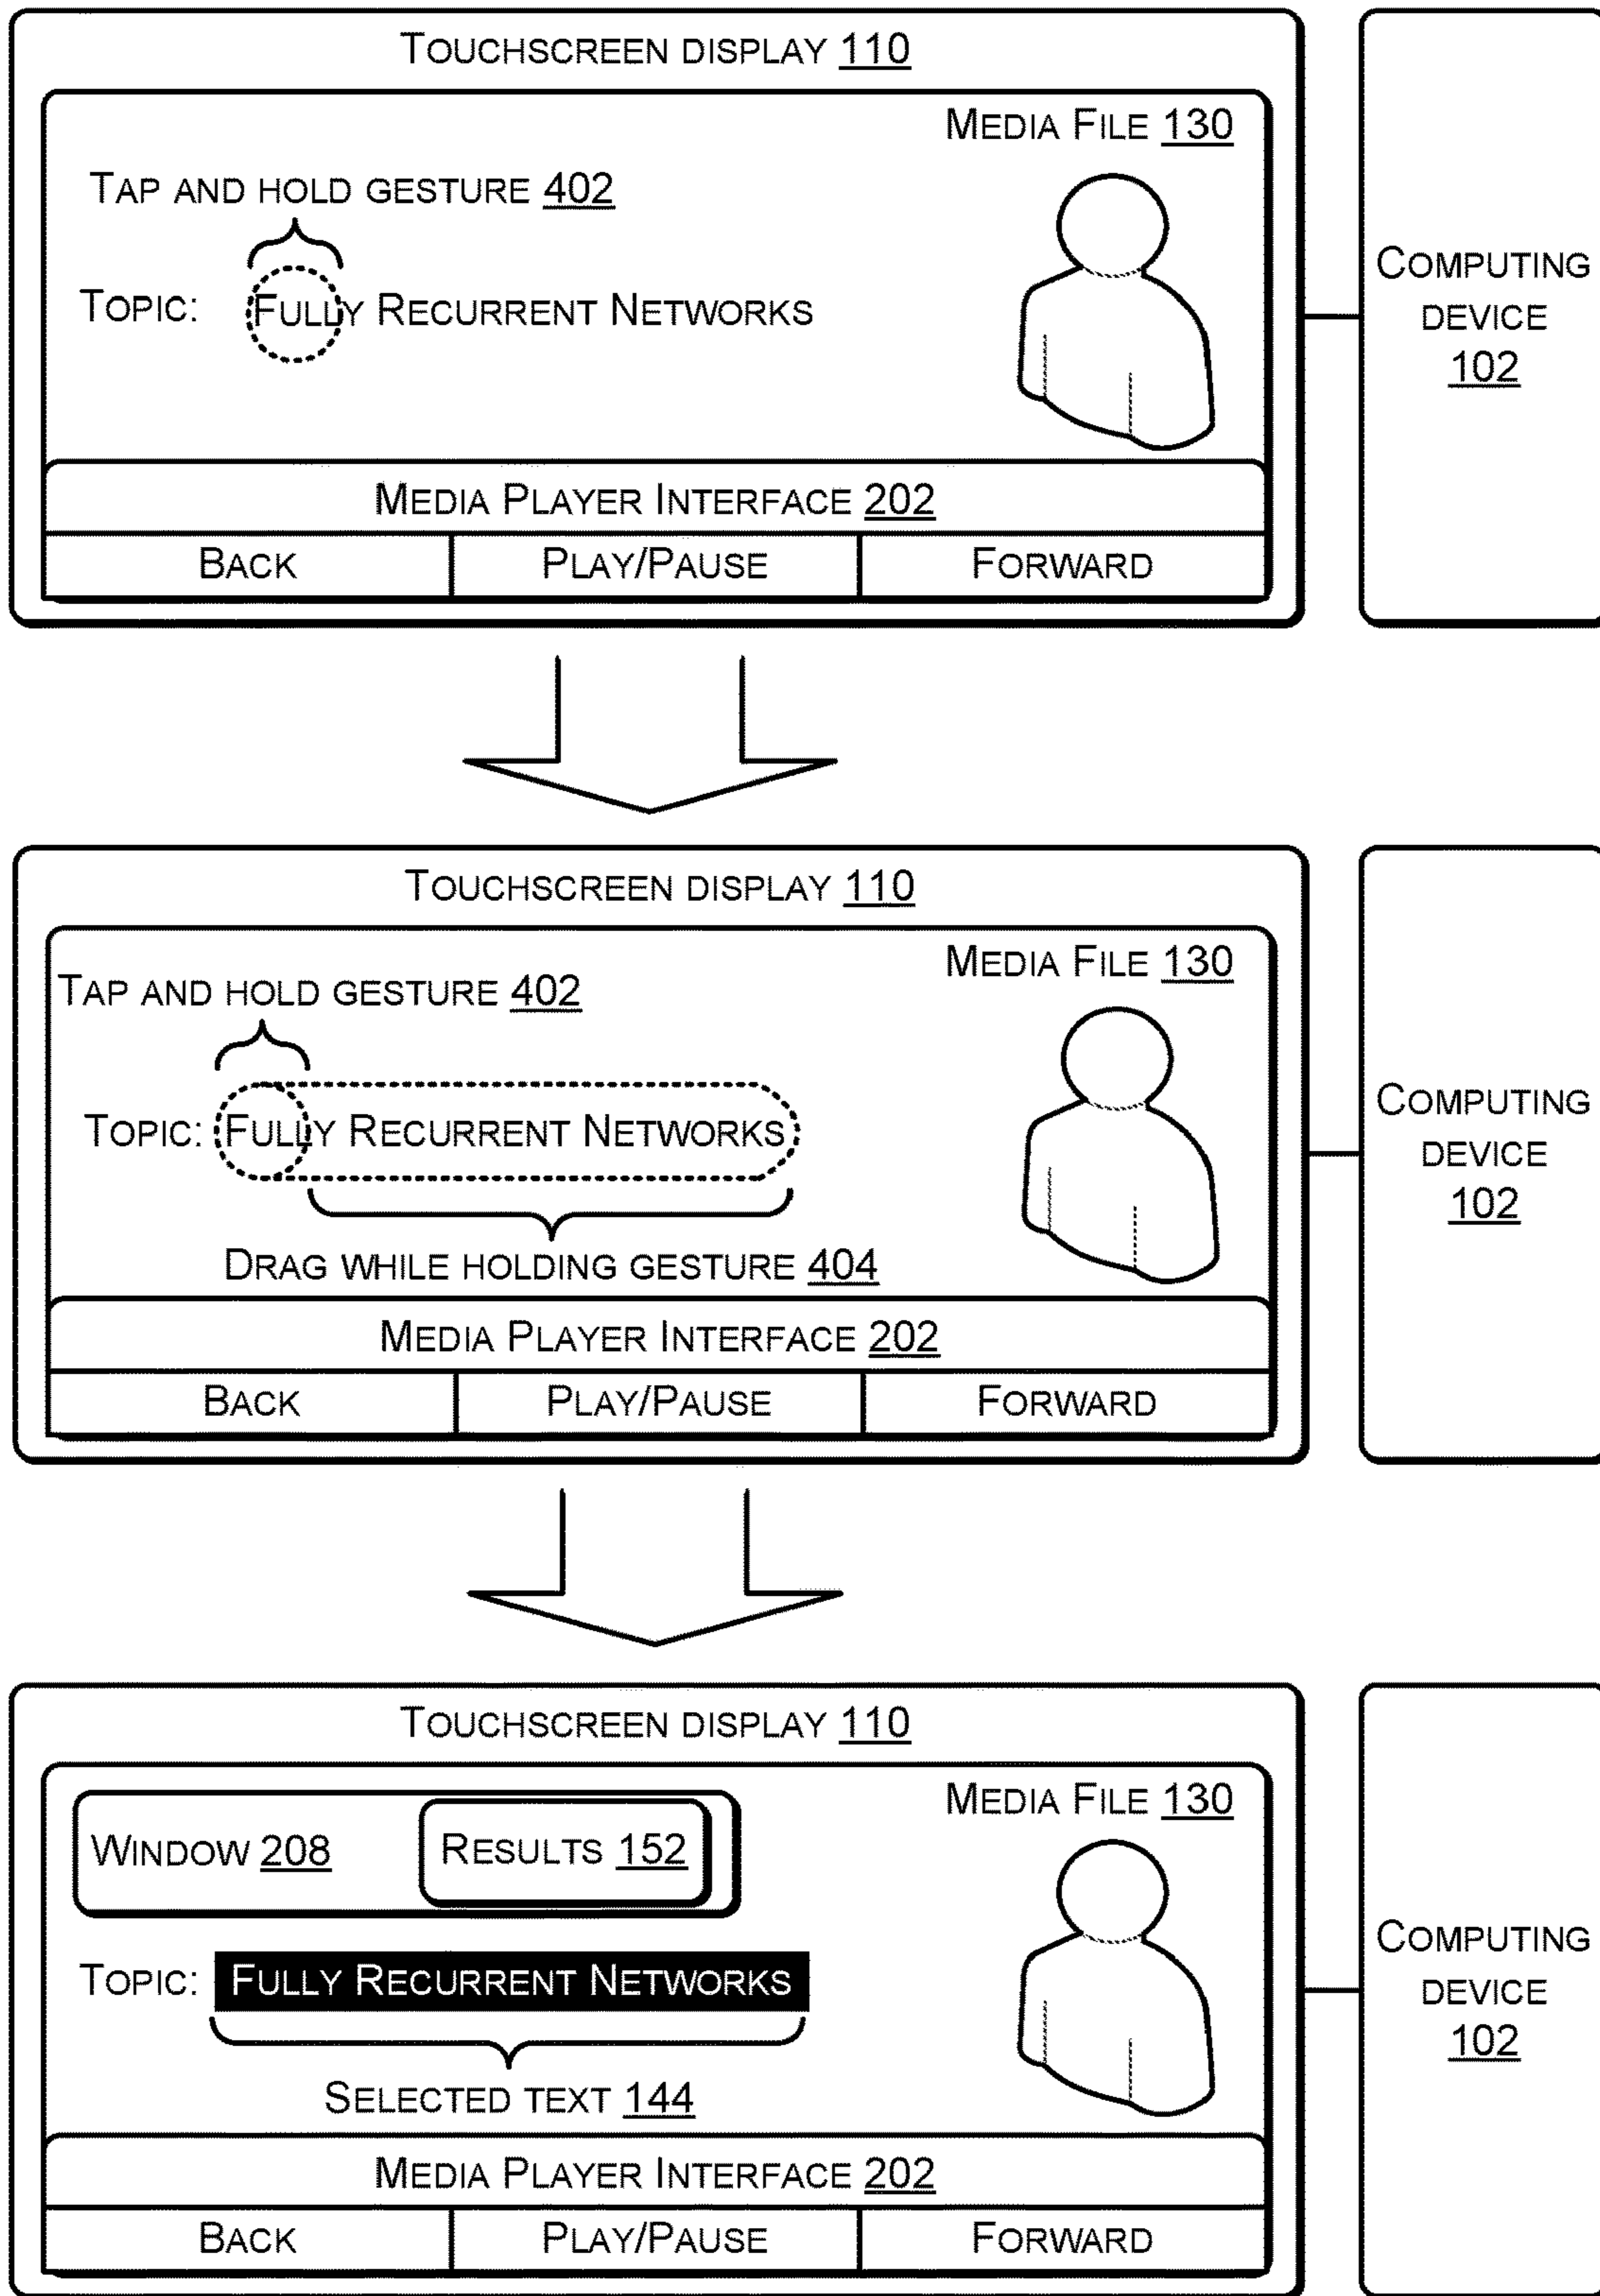 Touchscreen display 110
Media File 130
Tap and hold gesture 402
Topic: Fully Recurrent Networks
Media Player Interface 202
Back Play/Pause Forward
Computing
device
102
Touchscreen display 110
Media File 130
Tap and hold gesture 402
Topic: Fully Recurrent Networks
Drag while holding gesture 404
Media Player Interface 202
Back Play/Pause Forward
Computing
device
102
Touchscreen display 110
Media File 130
Window 208 Results 152
Topic: Fully Recurrent Networks
Selected text 144
Media Player Interface 202
Back Play/Pause Forward
Computing
device
102